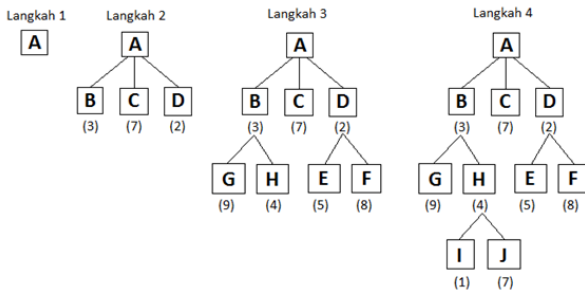 Langkah 1
Langkah 2
Langkah 3
Langkah 4
A
A
B C D
(3) (7) (2)
A
B C D
(3) (7) (2)
G H E F
(9) (4) (5) (8)
A
B C D
(3) (7) (2)
G H E F
(9) (4) (5) (8)
I J
(1) (7)